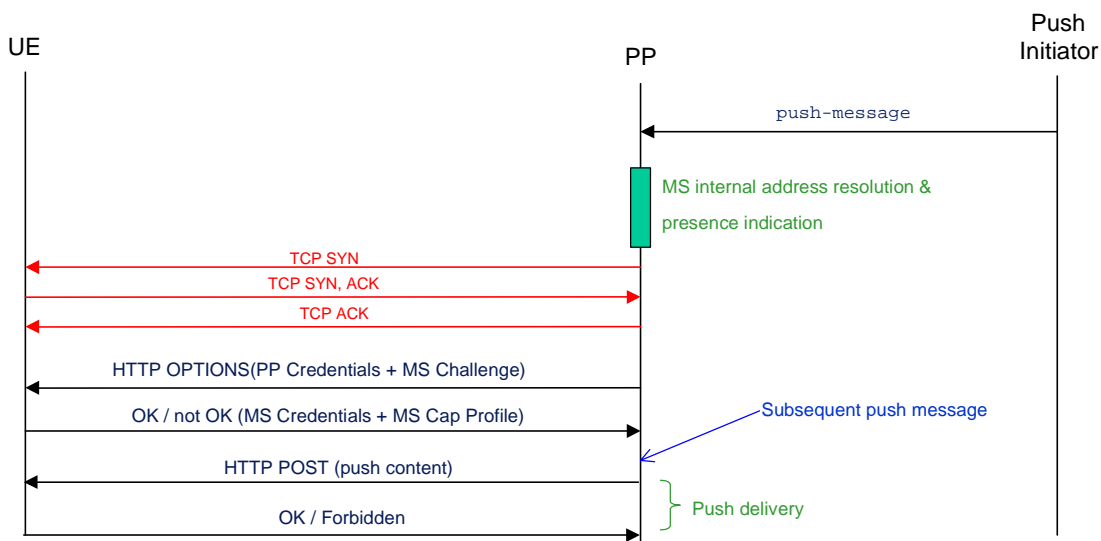 UE
PP
Push
Initiator
push-message
MS internal address resolution &
presence indication
TCP SYN
TCP SYN, ACK
TCP ACK
HTTP OPTIONS(PP Credentials + MS Challenge)
OK / not OK (MS Credentials + MS Cap Profile)
Subsequent push message
HTTP POST (push content)
Push delivery
OK / Forbidden